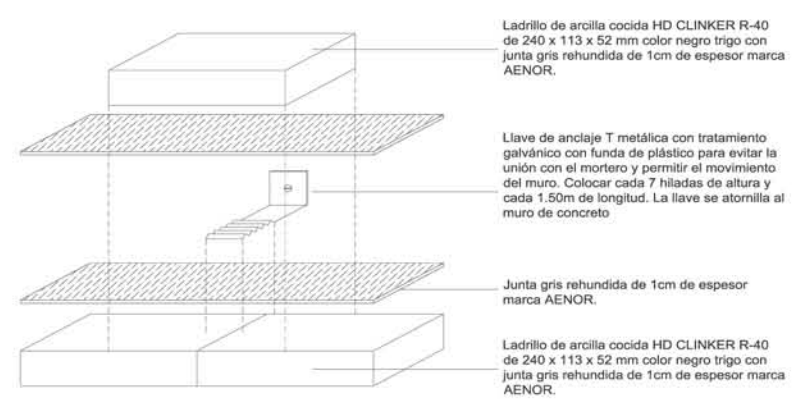 Ladrillo de arcilla cocida HD CLINKER R-40
de 240 x 113 x 52 mm color negro trigo con
junta gris rehundida de 1cm de espesor marca
AENOR.
Llave de anclaje T metálica con tratamiento
galvánico con funda de plástico para evitar la
unión con el mortero y permitir el movimiento
del muro. Colocar cada 7 hiladas de altura y
cada 1.50m de longitud. La llave se atornilla al
muro de concreto
Junta gris rehundida de 1cm de espesor
marca AENOR.
Ladrillo de arcilla cocida HD CLINKER R-40
de 240 x 113 x 52 mm color negro trigo con
junta gris rehundida de 1cm de espesor marca
AENOR.